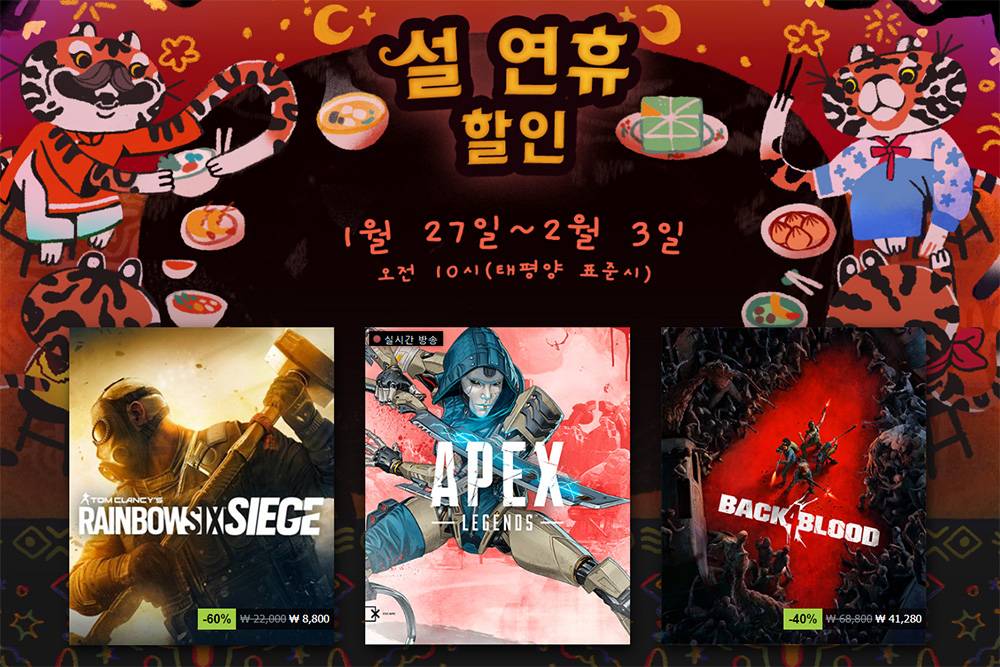 설 연휴
할인
1월 27일~2월 3일
오전 10시(태평양 표준시)
TOM CLANCY'S
RAINBOWSIX SIEGE
-60% ₩ 22,000 ₩ 8,800
실시간 방송
APEX
LEGENDS
BACK 4 BLOOD
-40% ₩ 68,800 ₩ 41,280